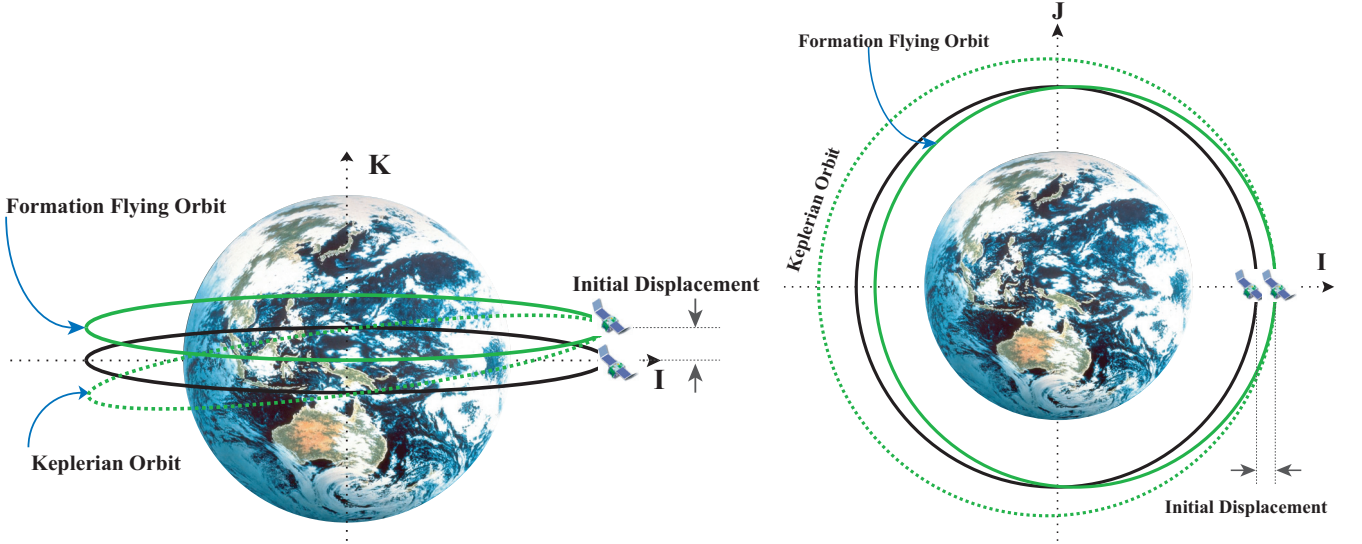 K
Formation Flying Orbit
Initial Displacement
I
Keplerian Orbit
J
Formation Flying Orbit
Keplerian Orbit
I
Initial Displacement